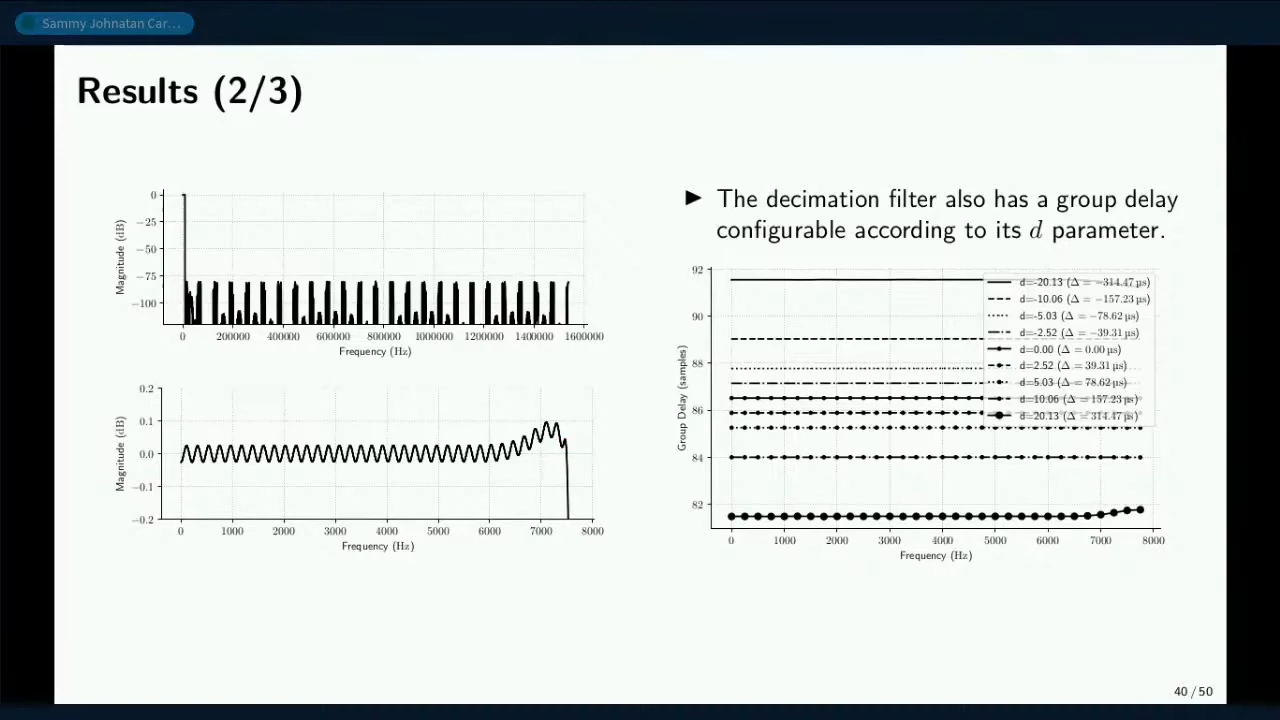 Sammy Johnatan Car...
Results (2/3)
0
−25
−50
−75
−100
Magnitude (dB)
0 200000 400000 600000 800000 1000000 1200000 1400000 1600000
Frequency (Hz)
0.2
0.1
0.0
−0.1
−0.2
Magnitude (dB)
0 1000 2000 3000 4000 5000 6000 7000 8000
Frequency (Hz)
▶ The decimation filter also has a group delay
configurable according to its d parameter.
92
90
88
86
84
82
Group Delay (samples)
d=-20.13 (Δ = −314.47 µs)
d=-10.06 (Δ = −157.23 µs)
d=-5.03 (Δ = −78.62 µs)
d=-2.52 (Δ = −39.31 µs)
d=0.00 (Δ = 0.00 µs)
d=2.52 (Δ = 39.31 µs)
d=5.03 (Δ = 78.62 µs)
d=10.06 (Δ = 157.23 µs)
d=20.13 (Δ = 314.47 µs)
0 1000 2000 3000 4000 5000 6000 7000 8000
Frequency (Hz)
40 / 50